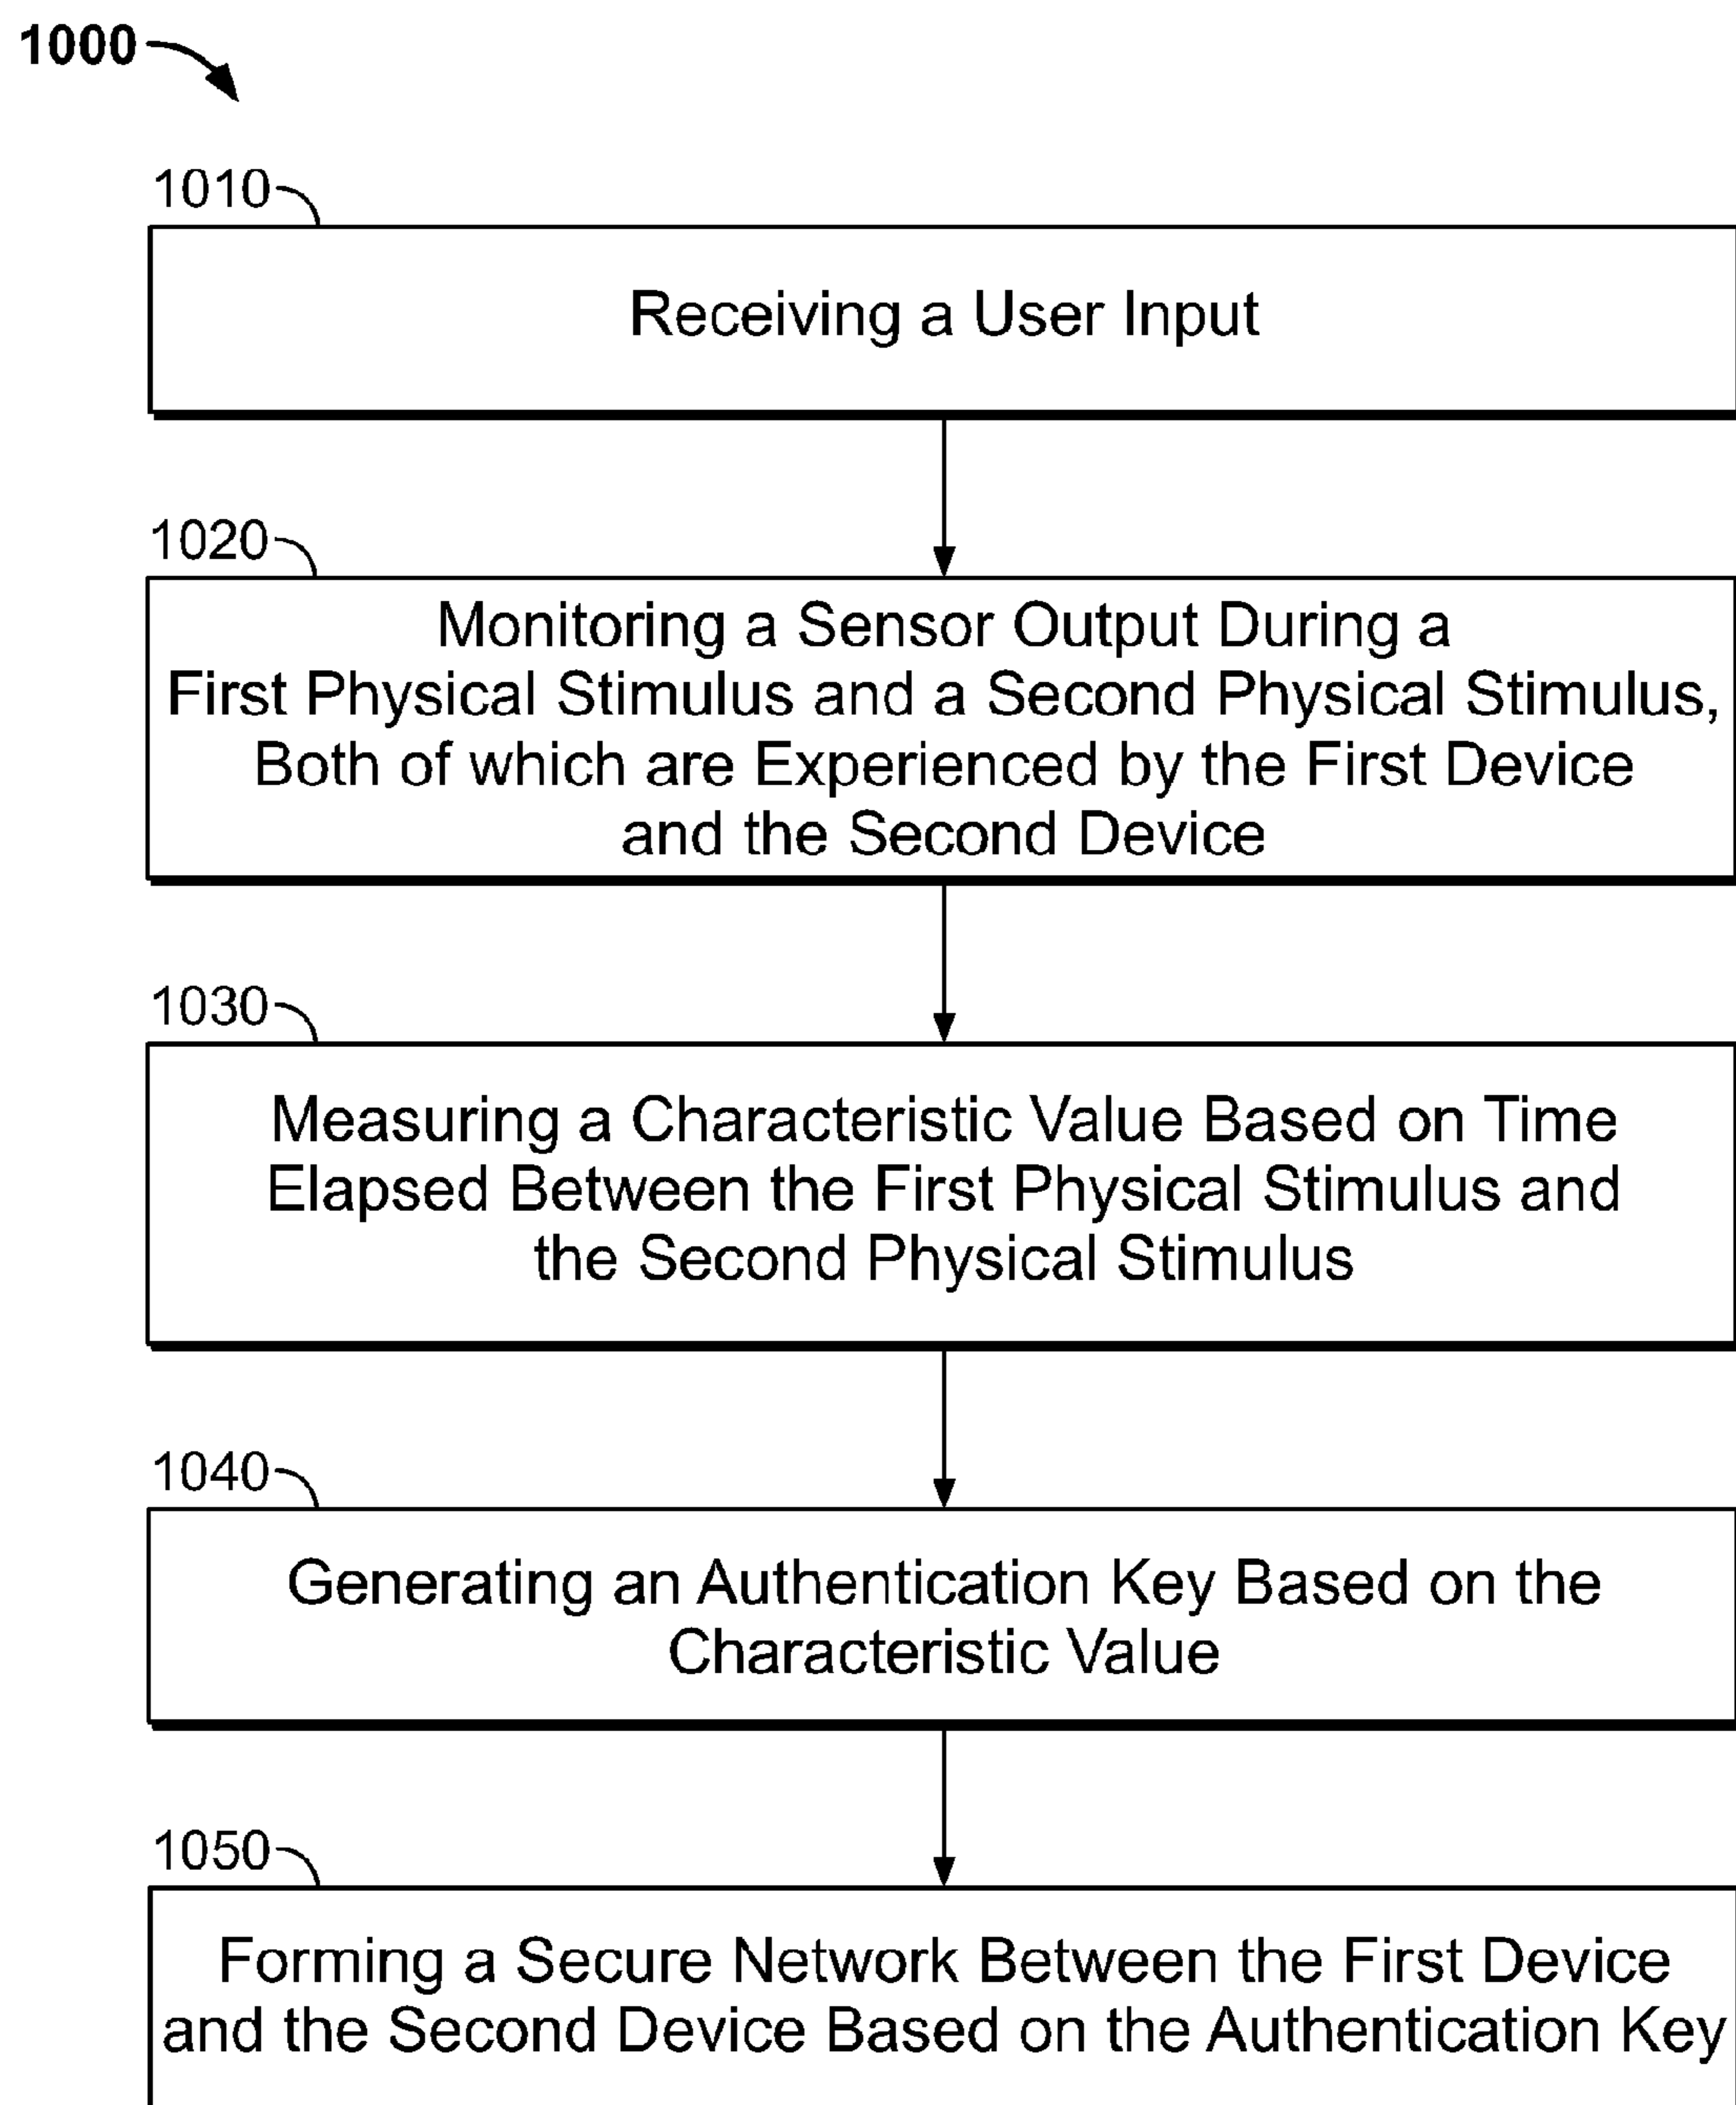 1000
1010
Receiving a User Input
1020
Monitoring a Sensor Output During a
First Physical Stimulus and a Second Physical Stimulus,
Both of which are Experienced by the First Device
and the Second Device
1030
Measuring a Characteristic Value Based on Time
Elapsed Between the First Physical Stimulus and
the Second Physical Stimulus
1040
Generating an Authentication Key Based on the
Characteristic Value
1050
Forming a Secure Network Between the First Device
and the Second Device Based on the Authentication Key